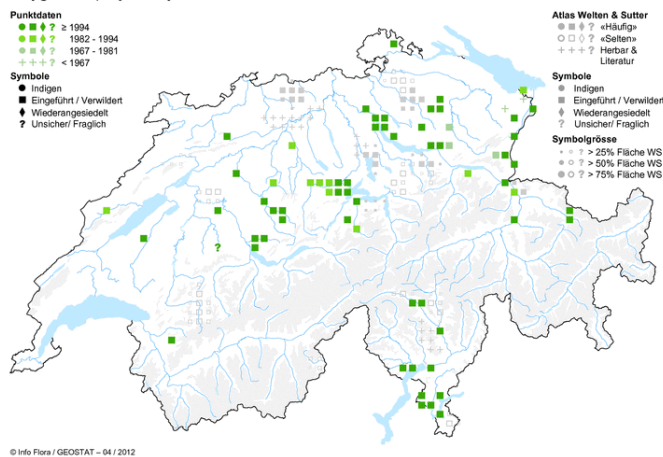 Punktdaten
? ≥ 1994
? 1982 - 1994
? 1967 - 1981
+++ < 1967
Symbole
Indigen
Eingeführt / Verwildert
Wiederangesiedelt
? Unsicher/ Fraglich
Atlas Welten & Sutter
? «Häufig»
? «Selten»
+++ Herbar &
Literatur
Symbole
Indigen
Eingeführt / Verwildert
Wiederangesiedelt
? Unsicher/ Fraglich
Symbolgrösse
? > 25% Fläche WS
? > 50% Fläche WS
? > 75% Fläche WS
?
© Info Flora / GEOSTAT – 04 / 2012